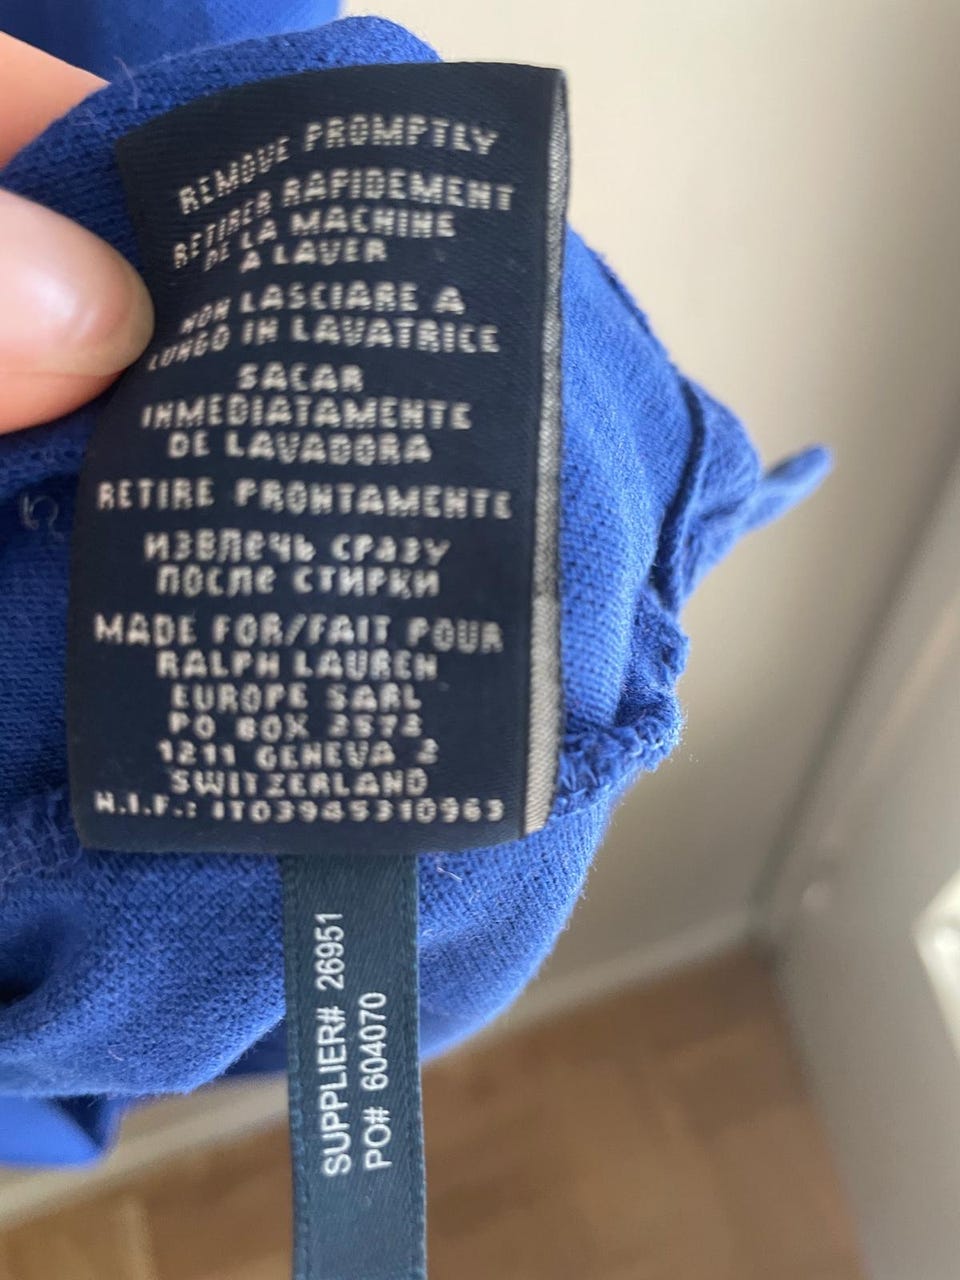 REMOVE PROMPTLY
RETIRER RAPIDEMENT
DE LA MACHINE
A LAVER
NON LASCIARE A
LUNGO IN LAVATRICE
SACAR
INMEDIATAMENTE
DE LAVADORA
RETIRE PRONTAMENTE
ИЗВЛЕЧЬ СРАЗУ
ПОСЛЕ СТИРКИ
MADE FOR/FAIT POUR
RALPH LAUREN
EUROPE SARL
PO BOX 2572
1211 GENEVA 2
SWITZERLAND
N.I.F.: IT03945310963
SUPPLIER# 26951
PO# 604070